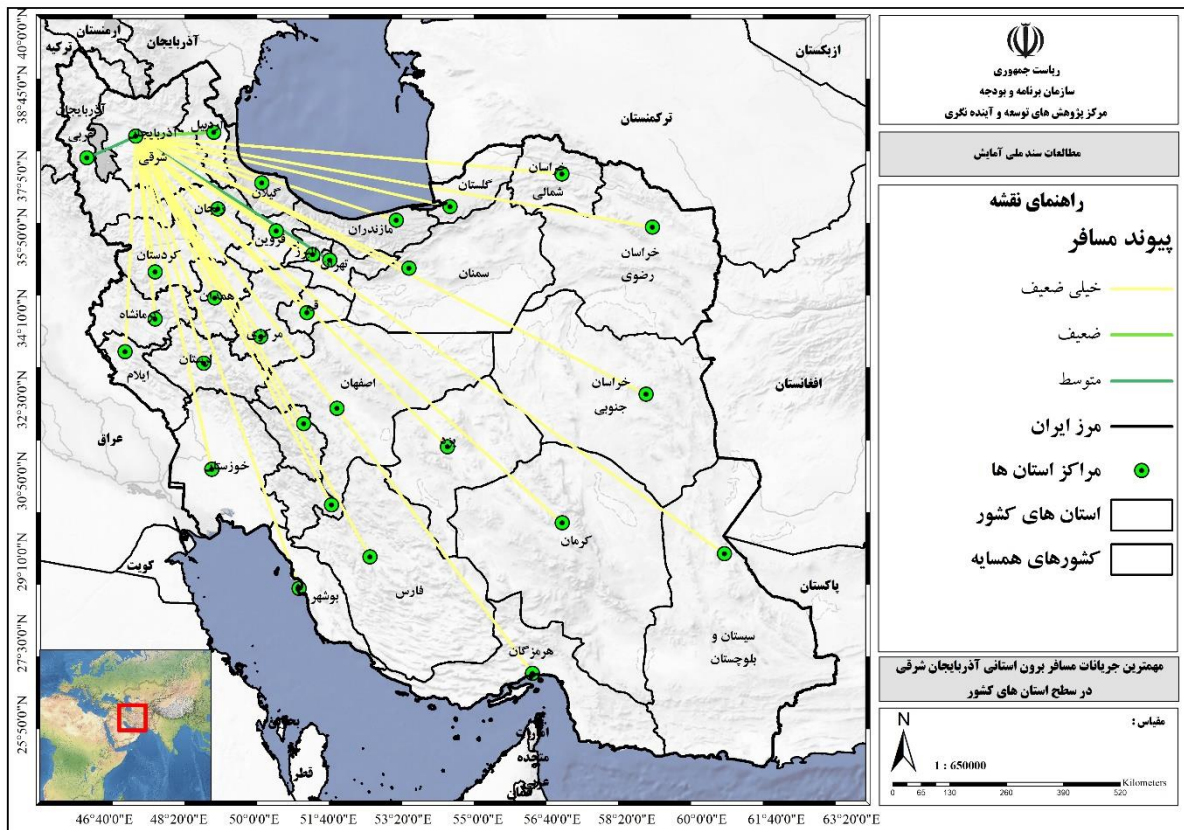 ریاست جمهوری
سازمان برنامه و بودجه
مرکز پژوهش های توسعه و آینده نگری
مطالعات سند ملی آمایش
راهنمای نقشه
پیوند مسافر
خیلی ضعیف
ضعیف
متوسط
مرز ایران
مراکز استان ها
استان های کشور
کشورهای همسایه
مهمترین جریانات مسافر برون استانی آذربایجان شرقی
در سطح استان های کشور
مقیاس :
N
1 : 650000
Kilometers
0 65 130 260 390 520
ارمنستان
ترکیه
آذربایجان
ازبکستان
ترکمنستان
افغانستان
پاکستان
عراق
کویت
بحرین
قطر
امارات
متحده
عربی
عمان
آذربایجان
غربی
آذربایجان
شرقی
اردبیل
گیلان
زنجان
قزوین
البرز
تهران
مازندران
گلستان
خراسان
شمالی
خراسان
رضوی
سمنان
کردستان
همدان
کرمانشاه
قم
مرکزی
لرستان
ایلام
اصفهان
خراسان
جنوبی
یزد
خوزستان
کرمان
فارس
بوشهر
هرمزگان
سیستان و
بلوچستان
40°0'0"N
38°45'0"N
37°5'0"N
35°50'0"N
34°10'0"N
32°30'0"N
30°50'0"N
29°10'0"N
27°30'0"N
25°50'0"N
46°40'0"E 48°20'0"E 50°0'0"E 51°40'0"E 53°20'0"E 55°0'0"E 56°40'0"E 58°20'0"E 60°0'0"E 61°40'0"E 63°20'0"E